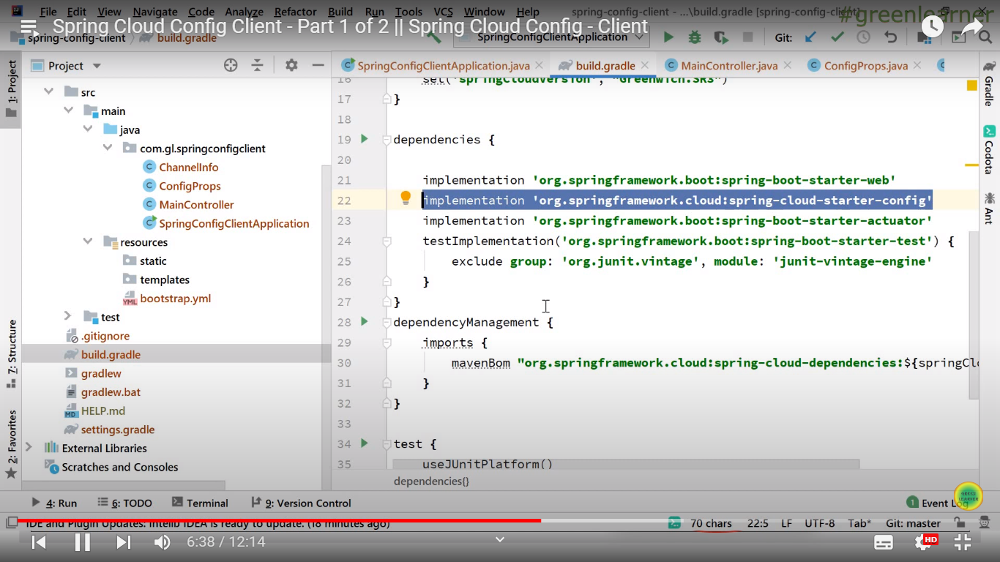 File Edit View Navigate Code Analyze Refactor Build Run Tools VCS Window Help spring-config-client - ...\build.gradle [spring-config-client]
#greenlearner
Spring Cloud Config Client - Part 1 of 2 || Spring Cloud Config - Client
spring-config-client build.gradle SpringConfigClientApplication Git:
1: Project
Project
src
main
java
com.gl.springconfigclient
ChannelInfo
ConfigProps
MainController
SpringConfigClientApplication
resources
static
templates
YML bootstrap.yml
test
.gitignore
build.gradle
gradlew
gradlew.bat
MD HELP.md
settings.gradle
External Libraries
Scratches and Consoles
7: Structure
2: Favorites
SpringConfigClientApplication.java build.gradle MainController.java ConfigProps.java
16 set('springCloudVersion', "Greenwich.SR3")
17 }
18
19 dependencies {
20
21 implementation 'org.springframework.boot:spring-boot-starter-web'
22 implementation 'org.springframework.cloud:spring-cloud-starter-config'
23 implementation 'org.springframework.boot:spring-boot-starter-actuator'
24 testImplementation('org.springframework.boot:spring-boot-starter-test') {
25 exclude group: 'org.junit.vintage', module: 'junit-vintage-engine'
26 }
27 }
28 dependencyManagement {
29 imports {
30 mavenBom "org.springframework.cloud:spring-cloud-dependencies:${springClo
31 }
32 }
33
34 test {
35 useJUnitPlatform()
dependencies{}
Gradle
Codota
Ant
4: Run 6: TODO Terminal 9: Version Control 1 Event Log
GREEN
LEARNER
IDE and Plugin Updates: IntelliJ IDEA is ready to update. (18 minutes ago) 70 chars 22:5 LF UTF-8 Tab* Git: master
6:38 / 12:14 HD